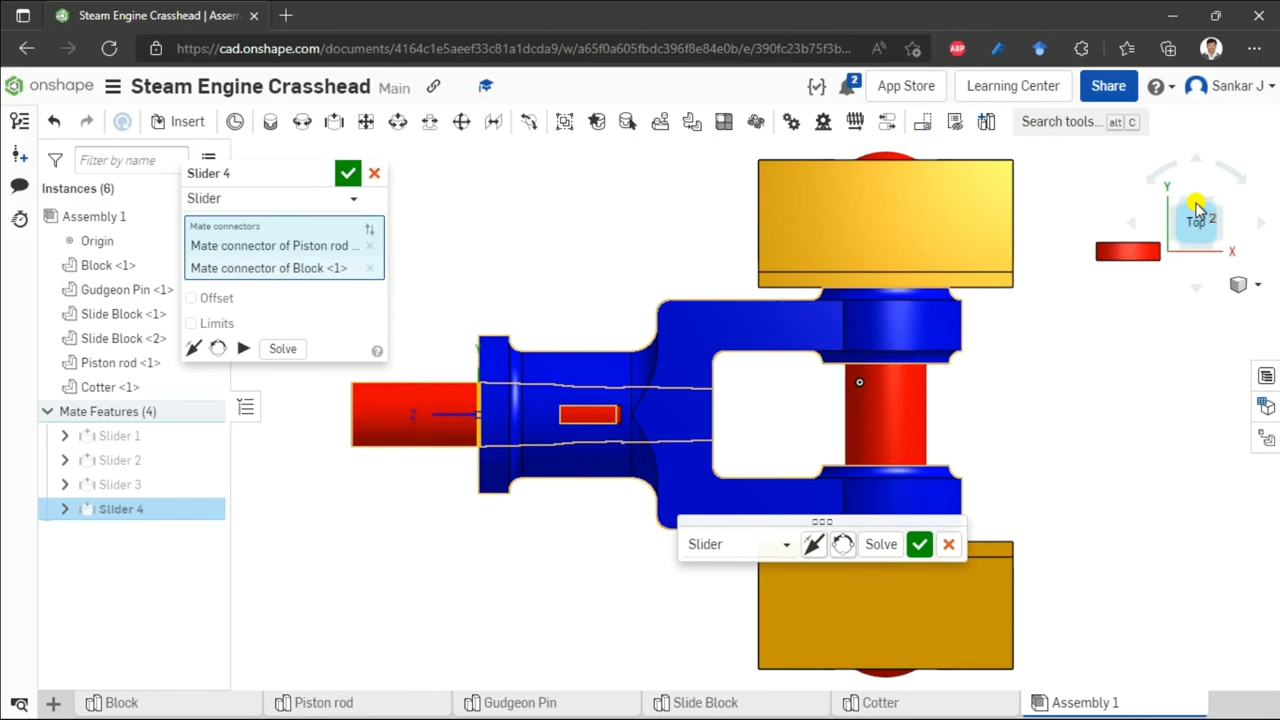 Steam Engine Crasshead | Assem
https://cad.onshape.com/documents/4164c1e5aeef33c81a1dcda9/w/a65f0a605fbdc396f8e84e0b/e/390fc23b75f3b...
ABP
onshape
Steam Engine Crasshead Main
2
App Store
Learning Center
Share
Sankar J
Insert
Search tools... alt C
Filter by name
Instances (6)
Assembly 1
Origin
Block <1>
Gudgeon Pin <1>
Slide Block <1>
Slide Block <2>
Piston rod <1>
Cotter <1>
Mate Features (4)
Slider 1
Slider 2
Slider 3
Slider 4
Slider 4
Slider
Mate connectors
Mate connector of Piston rod ...
Mate connector of Block <1>
Offset
Limits
Solve
Z
Y
Top 2
X
Slider
Solve
Block
Piston rod
Gudgeon Pin
Slide Block
Cotter
Assembly 1